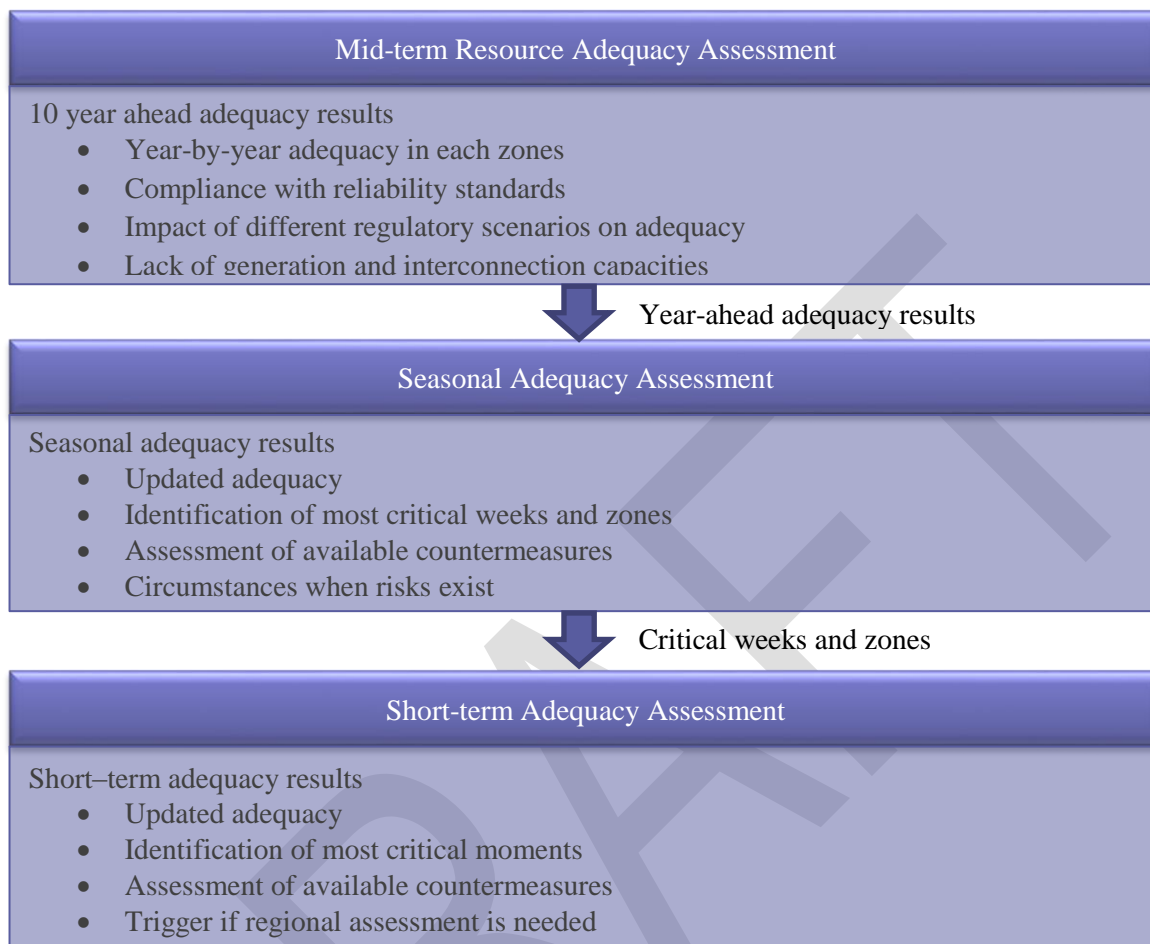 Mid-term Resource Adequacy Assessment
10 year ahead adequacy results
• Year-by-year adequacy in each zones
• Compliance with reliability standards
• Impact of different regulatory scenarios on adequacy
• Lack of generation and interconnection capacities
Year-ahead adequacy results
Seasonal Adequacy Assessment
Seasonal adequacy results
• Updated adequacy
• Identification of most critical weeks and zones
• Assessment of available countermeasures
• Circumstances when risks exist
Critical weeks and zones
Short-term Adequacy Assessment
Short–term adequacy results
• Updated adequacy
• Identification of most critical moments
• Assessment of available countermeasures
• Trigger if regional assessment is needed